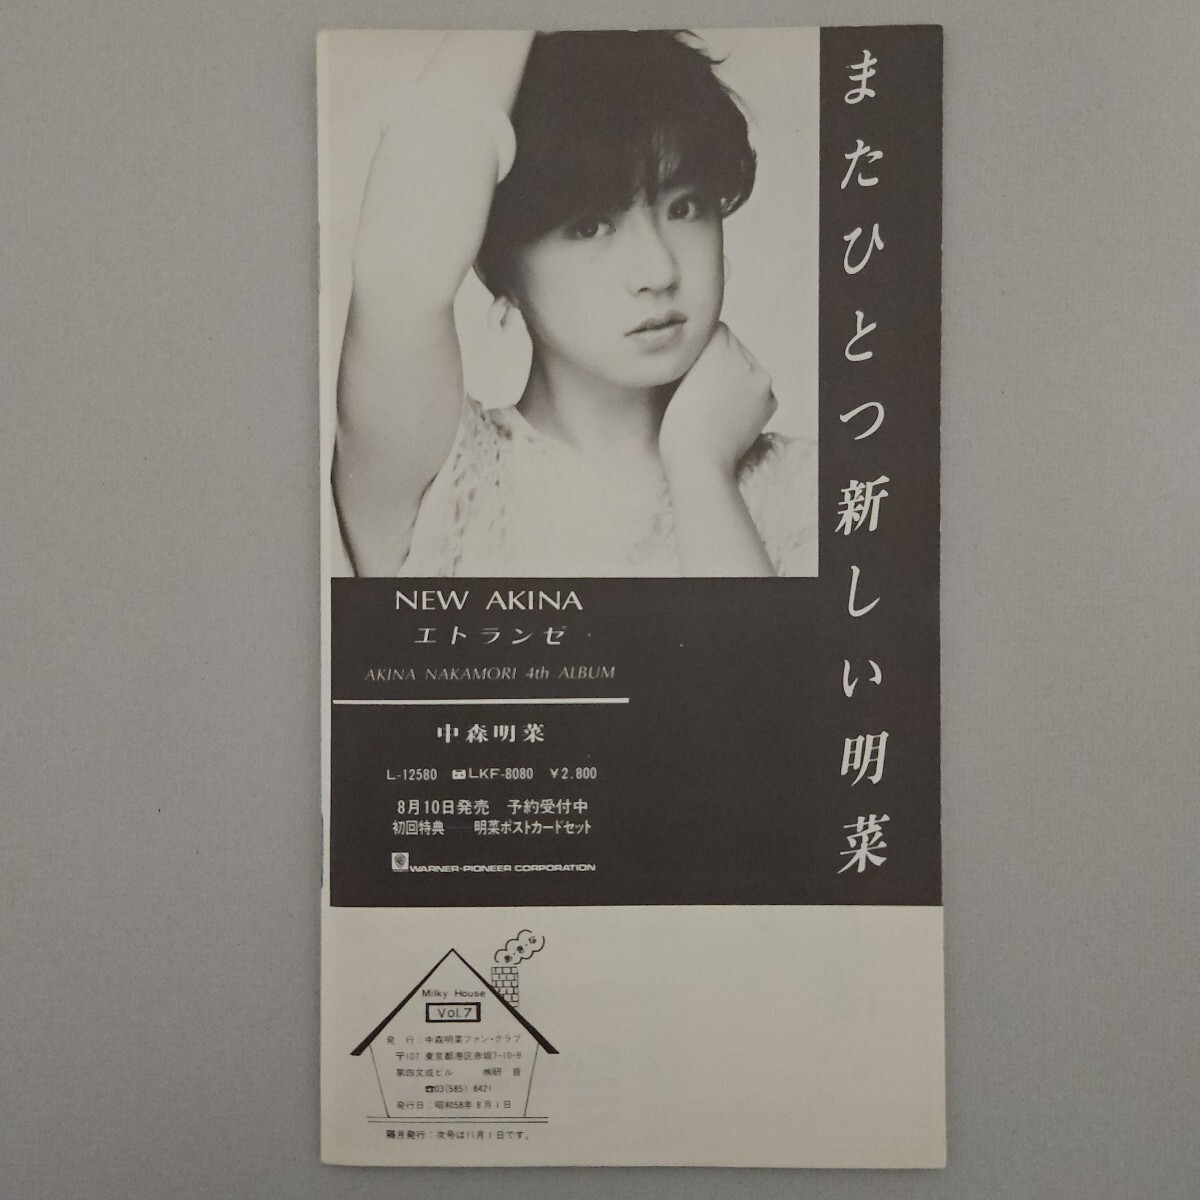 またひとつ新しい明菜
NEW AKINA
エトランゼ
AKINA NAKAMORI 4th ALBUM
中森明菜
L-12580 LKF-8080 ¥2.800
8月10日発売 予約受付中
初回特典 明菜ポストカードセット
WARNER-PIONEER CORPORATION
あ・き・な
Milky House
Vol.7
発 行:中森明菜ファン・クラブ
〒107 東京都港区赤坂7-10-9
第四文成ビル ㈱研音
☎03(585) 8421
発行日:昭和58年8月1日
隔月発行:次号は11月1日です。